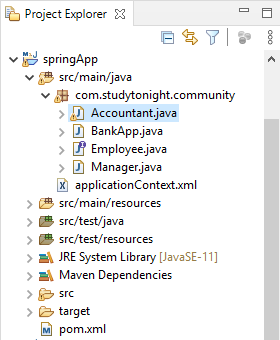 Project Explorer
springApp
src/main/java
com.studytonight.community
Accountant.java
BankApp.java
Employee.java
Manager.java
applicationContext.xml
src/main/resources
src/test/java
src/test/resources
JRE System Library [JavaSE-11]
Maven Dependencies
src
target
pom.xml